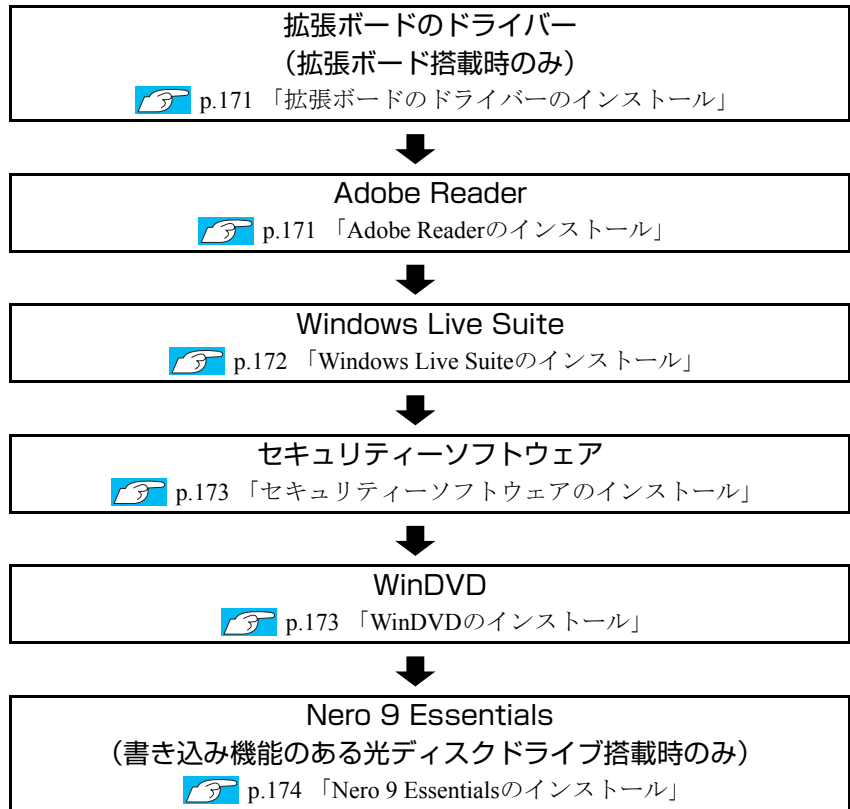 拡張ボードのドライバー
（拡張ボード搭載時のみ）
p.171 「拡張ボードのドライバーのインストール」
Adobe Reader
p.171 「Adobe Readerのインストール」
Windows Live Suite
p.172 「Windows Live Suiteのインストール」
セキュリティーソフトウェア
p.173 「セキュリティーソフトウェアのインストール」
WinDVD
p.173 「WinDVDのインストール」
Nero 9 Essentials
（書き込み機能のある光ディスクドライブ搭載時のみ）
p.174 「Nero 9 Essentialsのインストール」